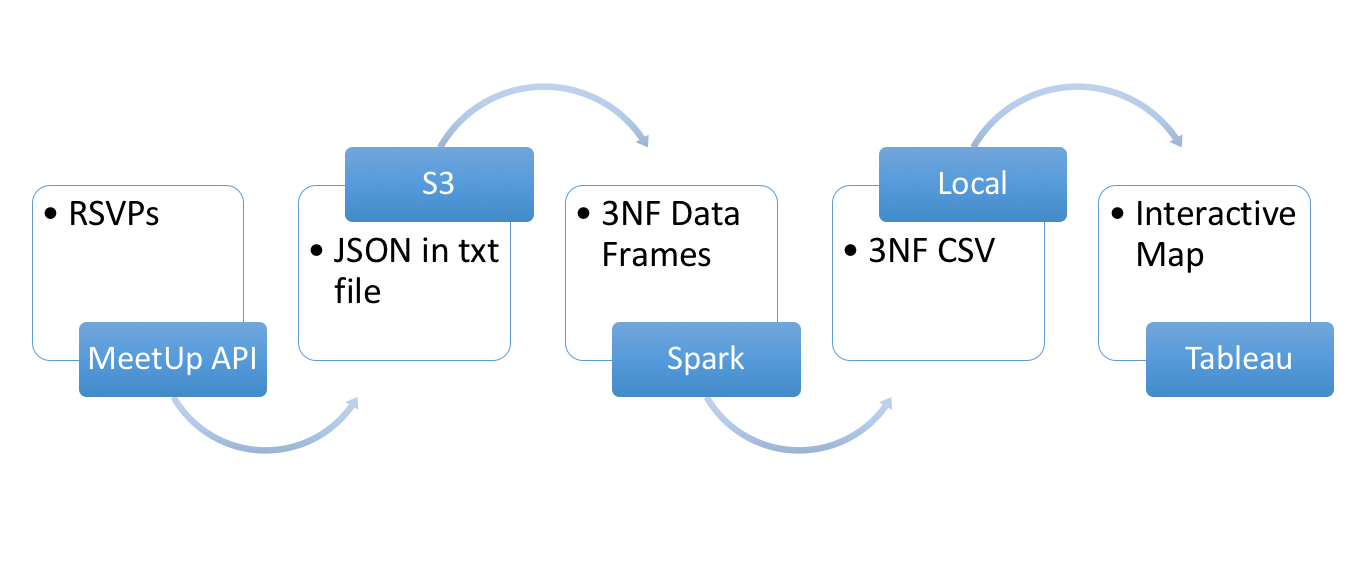 • RSVPs
MeetUp API
S3
• JSON in txt
file
• 3NF Data
Frames
Spark
Local
• 3NF CSV
• Interactive
Map
Tableau